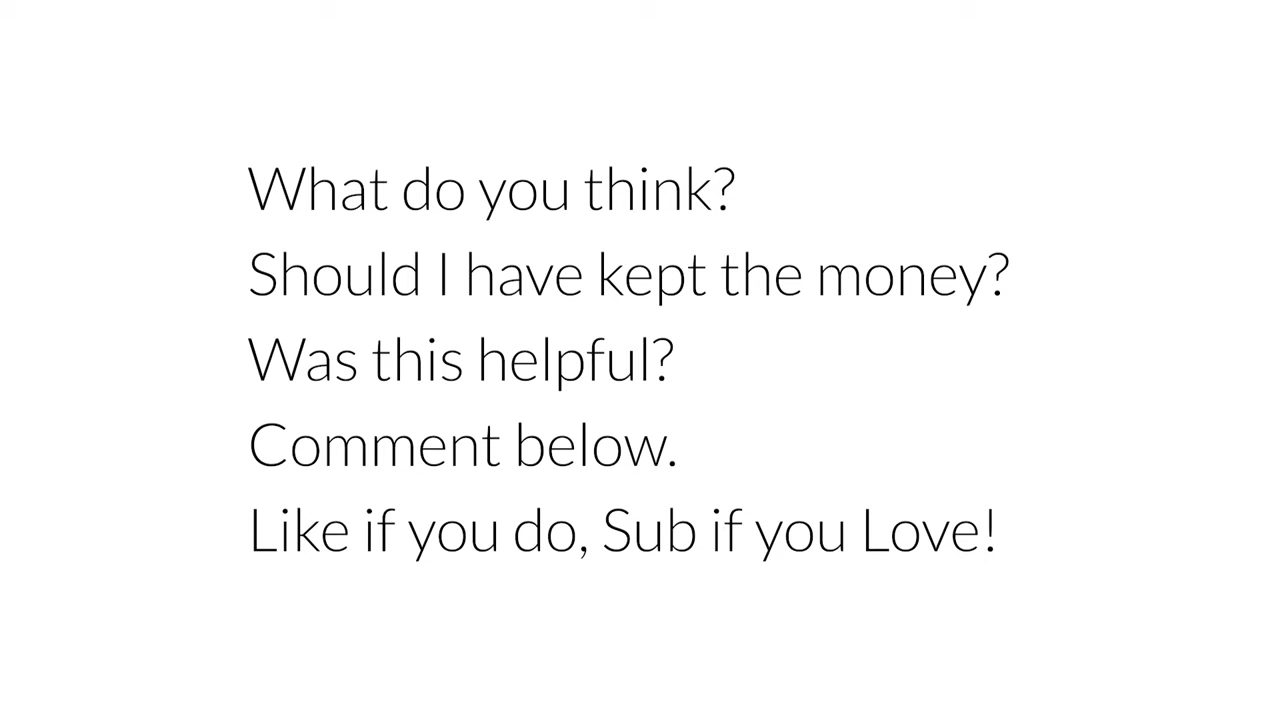 What do you think?
Should I have kept the money?
Was this helpful?
Comment below.
Like if you do, Sub if you Love!